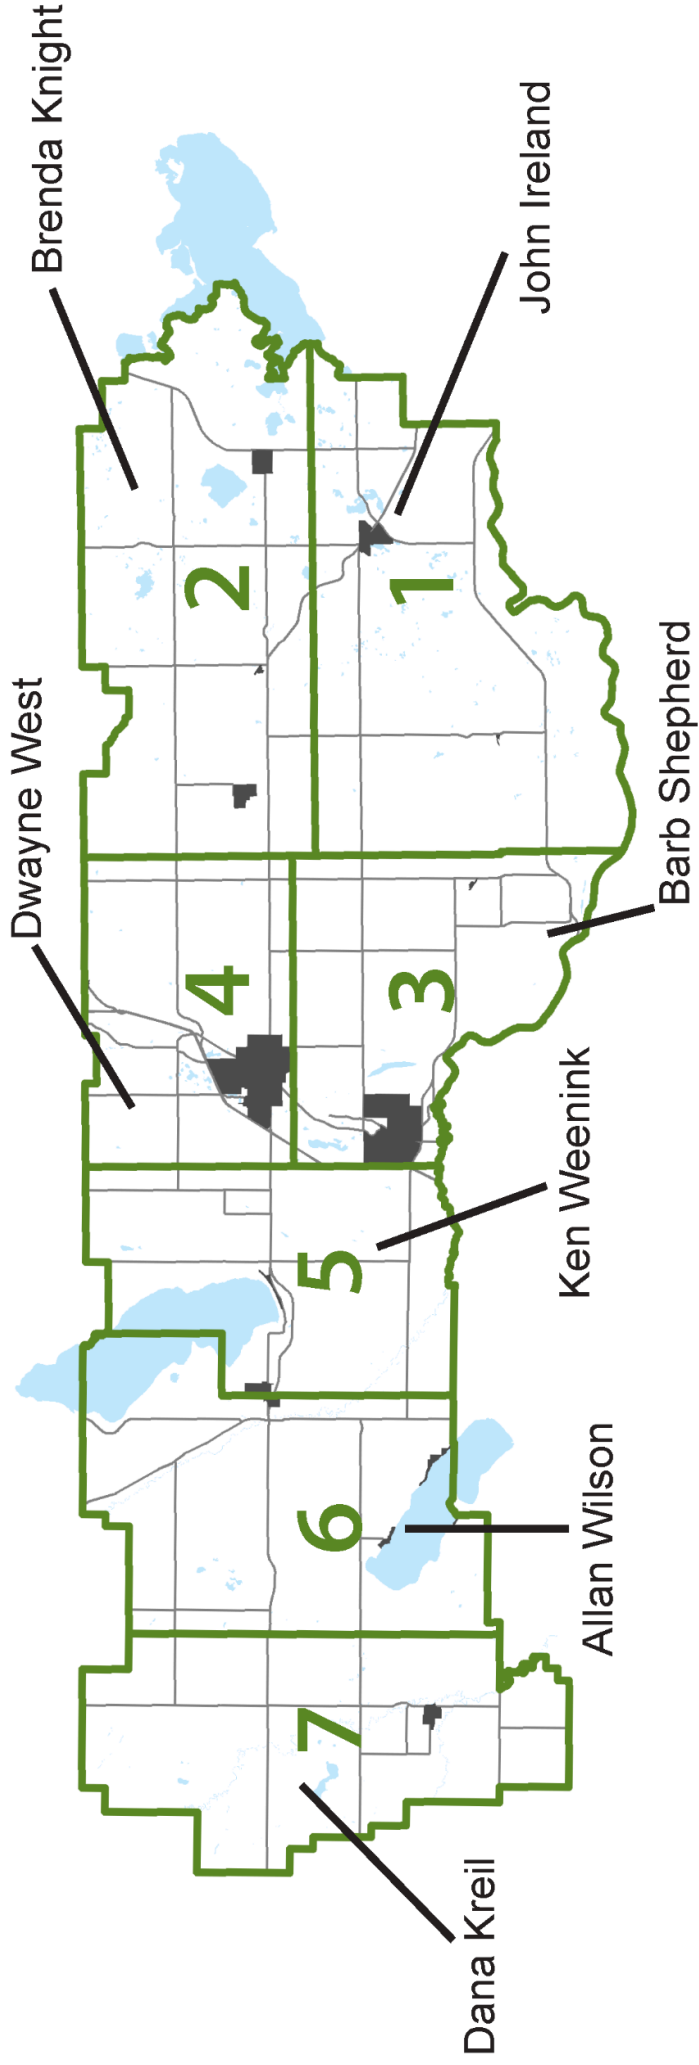 Dwayne West
Brenda Knight
4
2
7
6
5
3
1
Dana Kreil
John Ireland
Ken Weenink
Allan Wilson
Barb Shepherd